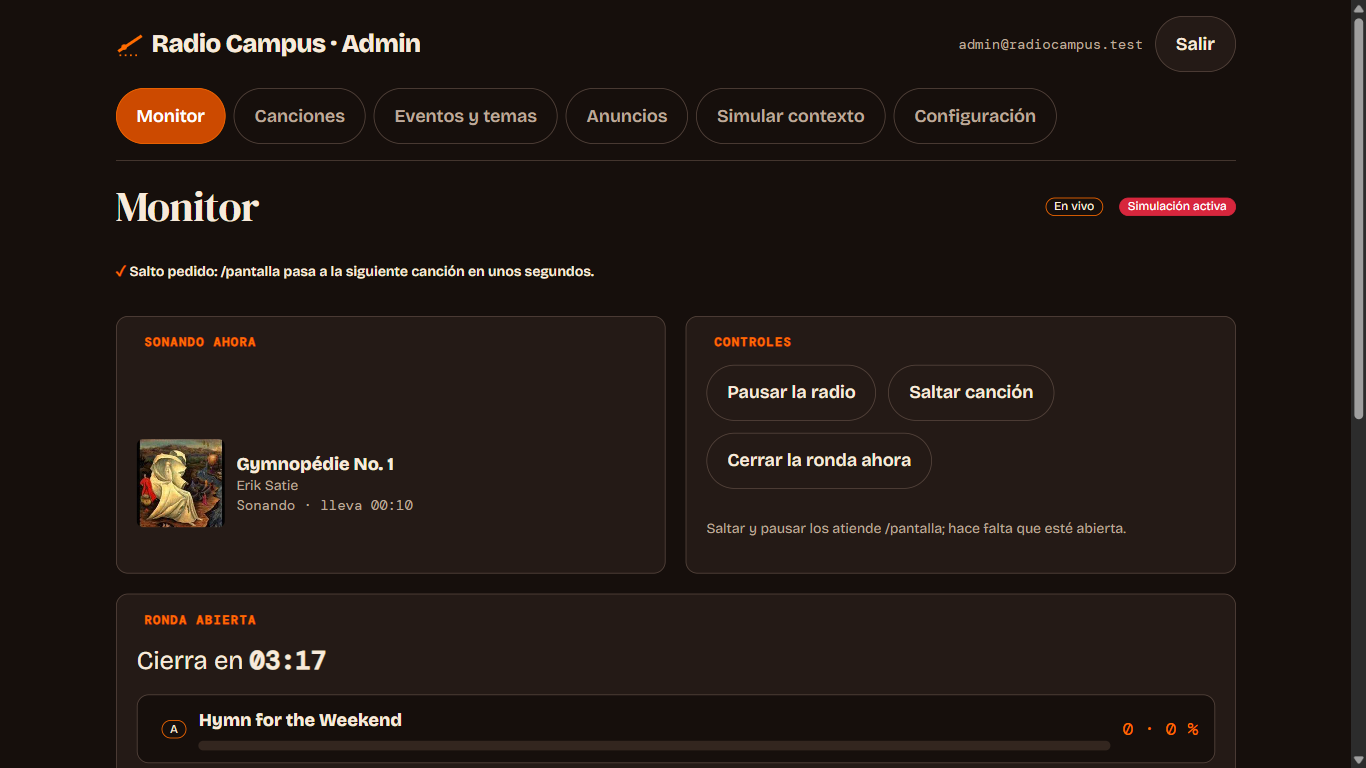 Radio Campus · Admin
admin@radiocampus.test
Salir
Monitor
Canciones
Eventos y temas
Anuncios
Simular contexto
Configuración
Monitor
En vivo
Simulación activa
✓ Salto pedido: /pantalla pasa a la siguiente canción en unos segundos.
SONANDO AHORA
Gymnopédie No. 1
Erik Satie
Sonando · lleva 00:10
CONTROLES
Pausar la radio
Saltar canción
Cerrar la ronda ahora
Saltar y pausar los atiende /pantalla; hace falta que esté abierta.
RONDA ABIERTA
Cierra en 03:17
A
Hymn for the Weekend
0 · 0 %